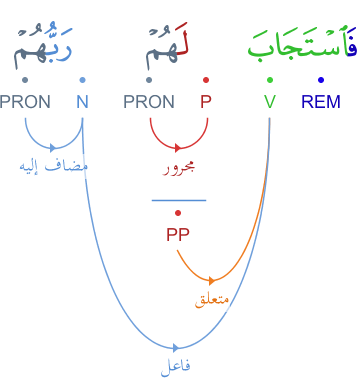 فَٱسْتَجَابَ لَهُمْ رَبُّهُمْ
PRON N PRON P V REM
مضاف إليه مجرور
PP
متعلق
فاعل